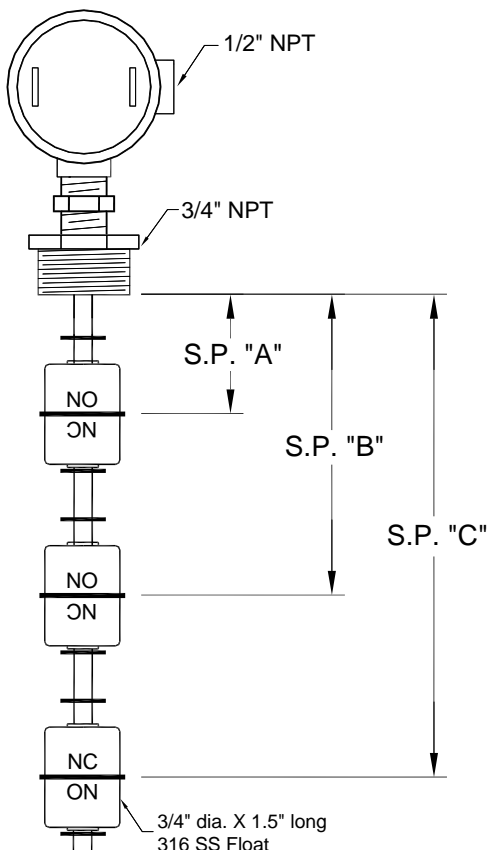 1/2" NPT
3/4" NPT
S.P. "A"
NO
NC
S.P. "B"
S.P. "C"
NO
NC
NC
NO
3/4" dia. X 1.5" long
316 SS Float